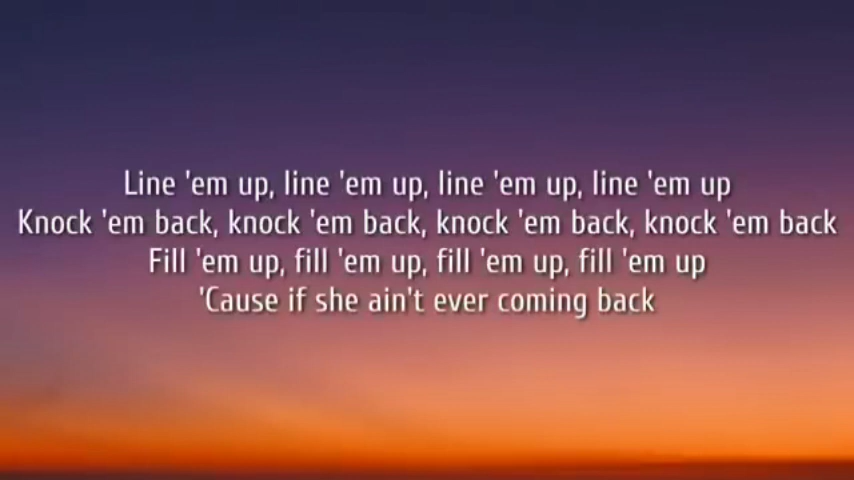 Line 'em up, line 'em up, line 'em up, line 'em up
Knock 'em back, knock 'em back, knock 'em back, knock 'em back
Fill 'em up, fill 'em up, fill 'em up, fill 'em up
'Cause if she ain't ever coming back